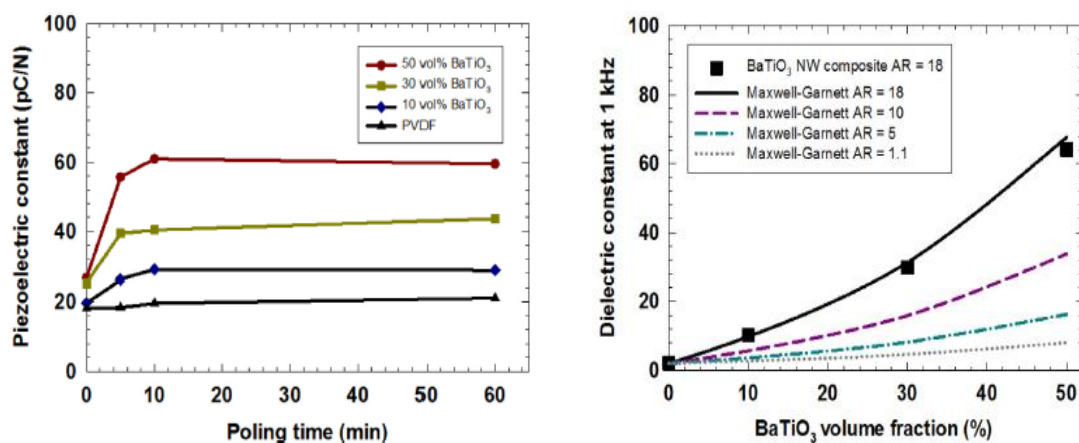 Piezoelectric constant (pC/N)
100
80
60
40
20
0
50 vol% BaTiO₃
30 vol% BaTiO₃
10 vol% BaTiO₃
PVDF
0 10 20 30 40 50 60
Poling time (min)
Dielectric constant at 1 kHz
100
80
60
40
20
0
BaTiO₃ NW composite AR = 18
Maxwell-Garnett AR = 18
Maxwell-Garnett AR = 10
Maxwell-Garnett AR = 5
Maxwell-Garnett AR = 1.1
0 10 20 30 40 50
BaTiO₃ volume fraction (%)